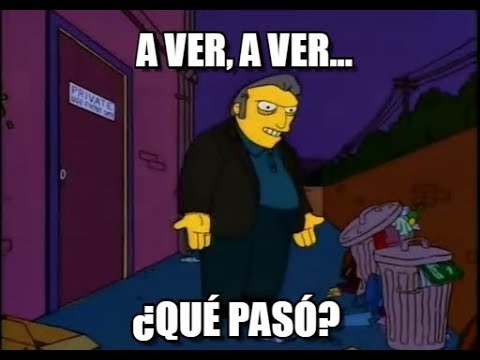 A VER, A VER...
PRIVATE
¿QUÉ PASÓ?